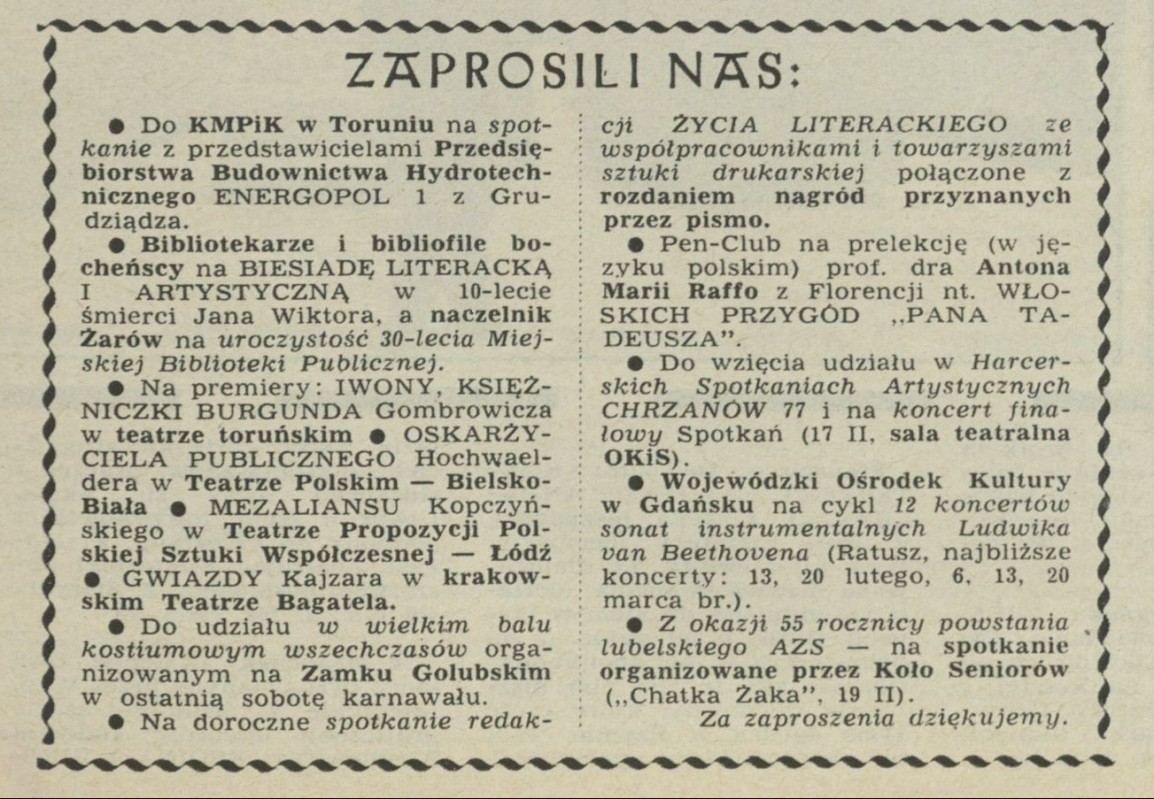 ZAPROSILI NAS:
● Do KMPiK w Toruniu na spot-
kanie z przedstawicielami Przedsię-
biorstwa Budownictwa Hydrotech-
nicznego ENERGOPOL 1 z Gru-
dziądza.
● Bibliotekarze i bibliofile bo-
cheńscy na BIESIADĘ LITERACKĄ
I ARTYSTYCZNĄ w 10-lecie
śmierci Jana Wiktora, a naczelnik
Żarów na uroczystość 30-lecia Miej-
skiej Biblioteki Publicznej.
● Na premiery: IWONY, KSIĘŻ-
NICZKI BURGUNDA Gombrowicza
w teatrze toruńskim ● OSKARŻY-
CIELA PUBLICZNEGO Hochwael-
dera w Teatrze Polskim — Bielsko-
Biała ● MEZALIANSU Kopczyń-
skiego w Teatrze Propozycji Pol-
skiej Sztuki Współczesnej — Łódź
● GWIAZDY Kajzara w krakow-
skim Teatrze Bagatela.
● Do udziału w wielkim balu
kostiumowym wszechczasów orga-
nizowanym na Zamku Golubskim
w ostatnią sobotę karnawału.
● Na doroczne spotkanie redak-
cji ŻYCIA LITERACKIEGO ze
współpracownikami i towarzyszami
sztuki drukarskiej połączone z
rozdaniem nagród przyznanych
przez pismo.
● Pen-Club na prelekcję (w ję-
zyku polskim) prof. dra Antona
Marii Raffo z Florencji nt. WŁO-
SKICH PRZYGÓD „PANA TA-
DEUSZA”.
● Do wzięcia udziału w Harcer-
skich Spotkaniach Artystycznych
CHRZANÓW 77 i na koncert fina-
łowy Spotkań (17 II, sala teatralna
OKiS).
● Wojewódzki Ośrodek Kultury
w Gdańsku na cykl 12 koncertów
sonat instrumentalnych Ludwika
van Beethovena (Ratusz, najbliższe
koncerty: 13, 20 lutego, 6, 13, 20
marca br.).
● Z okazji 55 rocznicy powstania
lubelskiego AZS — na spotkanie
organizowane przez Koło Seniorów
(„Chatka Żaka”, 19 II).
Za zaproszenia dziękujemy.